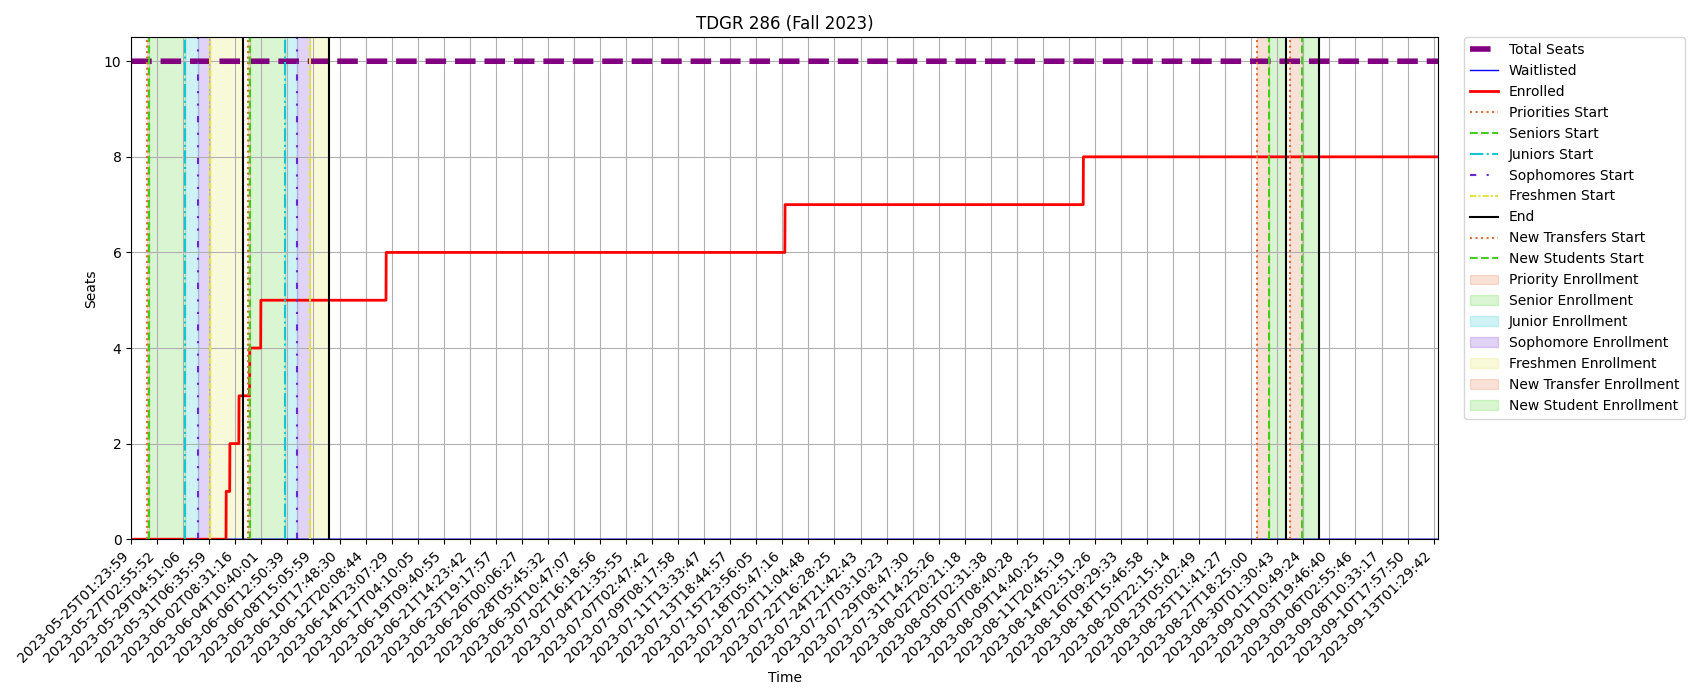 TDGR 286 (Fall 2023)
Seats
10
8
6
4
2
0
2023-05-25T01:23:59
2023-05-27T02:55:52
2023-05-29T04:51:06
2023-05-31T06:35:59
2023-06-02T08:31:16
2023-06-04T10:40:01
2023-06-06T12:50:39
2023-06-08T15:05:59
2023-06-10T17:48:30
2023-06-12T20:08:44
2023-06-14T23:07:29
2023-06-17T04:10:05
2023-06-19T09:40:55
2023-06-21T14:23:42
2023-06-23T19:17:57
2023-06-26T00:06:27
2023-06-28T05:45:32
2023-06-30T10:47:07
2023-07-02T16:18:56
2023-07-04T21:35:55
2023-07-07T02:47:42
2023-07-09T08:17:58
2023-07-11T13:33:47
2023-07-13T18:44:57
2023-07-15T23:56:05
2023-07-18T05:47:16
2023-07-20T11:04:48
2023-07-22T16:28:25
2023-07-24T21:42:43
2023-07-27T03:10:23
2023-07-29T08:47:30
2023-07-31T14:25:26
2023-08-02T20:21:18
2023-08-05T02:31:38
2023-08-07T08:40:28
2023-08-09T14:40:25
2023-08-11T20:45:19
2023-08-14T02:51:26
2023-08-16T09:29:33
2023-08-18T15:46:58
2023-08-20T22:15:14
2023-08-23T05:02:49
2023-08-25T11:41:27
2023-08-27T18:25:00
2023-08-30T01:30:43
2023-09-01T10:49:24
2023-09-03T19:46:40
2023-09-06T02:55:46
2023-09-08T10:33:17
2023-09-10T17:57:50
2023-09-13T01:29:42
Time
Total Seats
Waitlisted
Enrolled
Priorities Start
Seniors Start
Juniors Start
Sophomores Start
Freshmen Start
End
New Transfers Start
New Students Start
Priority Enrollment
Senior Enrollment
Junior Enrollment
Sophomore Enrollment
Freshmen Enrollment
New Transfer Enrollment
New Student Enrollment